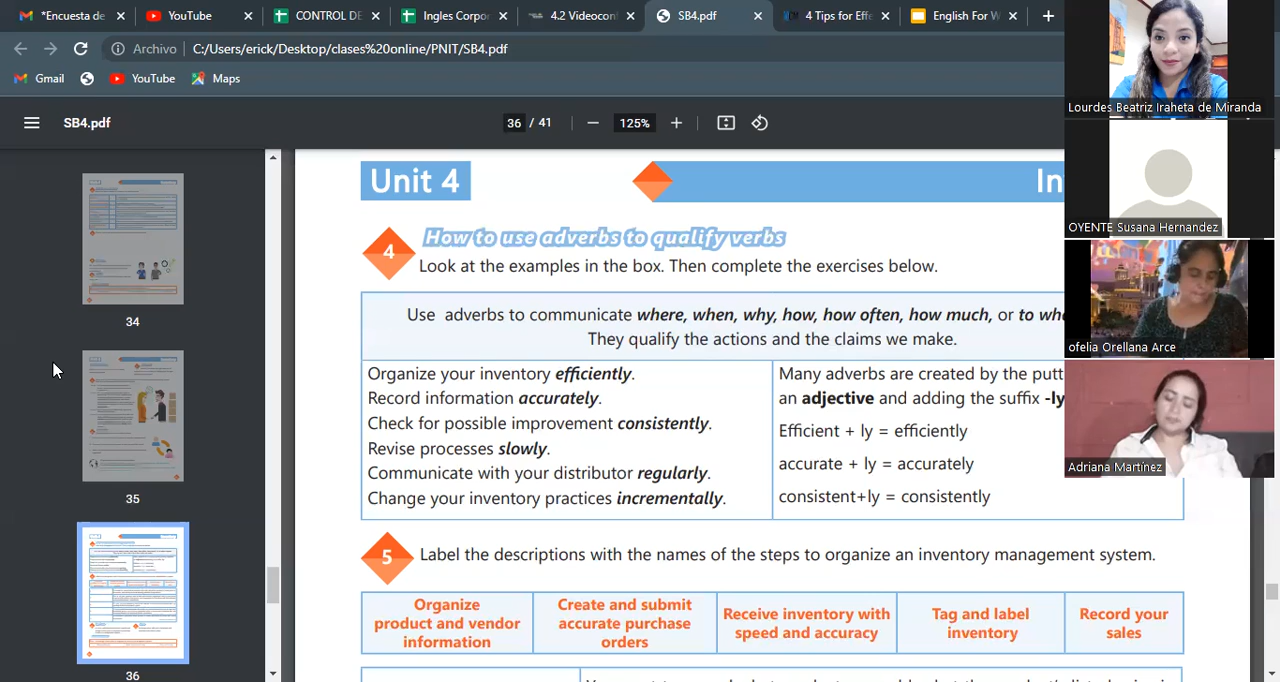 *Encuesta de
YouTube
CONTROL DE
Ingles Corpo
4.2 Videocon
SB4.pdf
4 Tips for Effe
English For W
Archivo
C:/Users/erick/Desktop/clases%20online/PNIT/SB4.pdf
Gmail
YouTube
Maps
SB4.pdf
36 / 41
125%
34
35
36
Unit 4
4
How to use adverbs to qualify verbs
Look at the examples in the box. Then complete the exercises below.
Use adverbs to communicate where, when, why, how, how often, how much, or to
They qualify the actions and the claims we make.
Organize your inventory efficiently.
Record information accurately.
Check for possible improvement consistently.
Revise processes slowly.
Communicate with your distributor regularly.
Change your inventory practices incrementally.
Many adverbs are created by the putt
an adjective and adding the suffix -ly
Efficient + ly = efficiently
accurate + ly = accurately
consistent+ly = consistently
5
Label the descriptions with the names of the steps organize an inventory management system.
Organize
product and vendor
information
Create and submit
accurate purchase
orders
Receive inventory with
speed and accuracy
Tag and label
inventory
Record your
sales
Lourdes Beatriz Iraheta de Miranda
OYENTE Susana Hernandez
ofelia Orellana Arce
Adriana Martínez